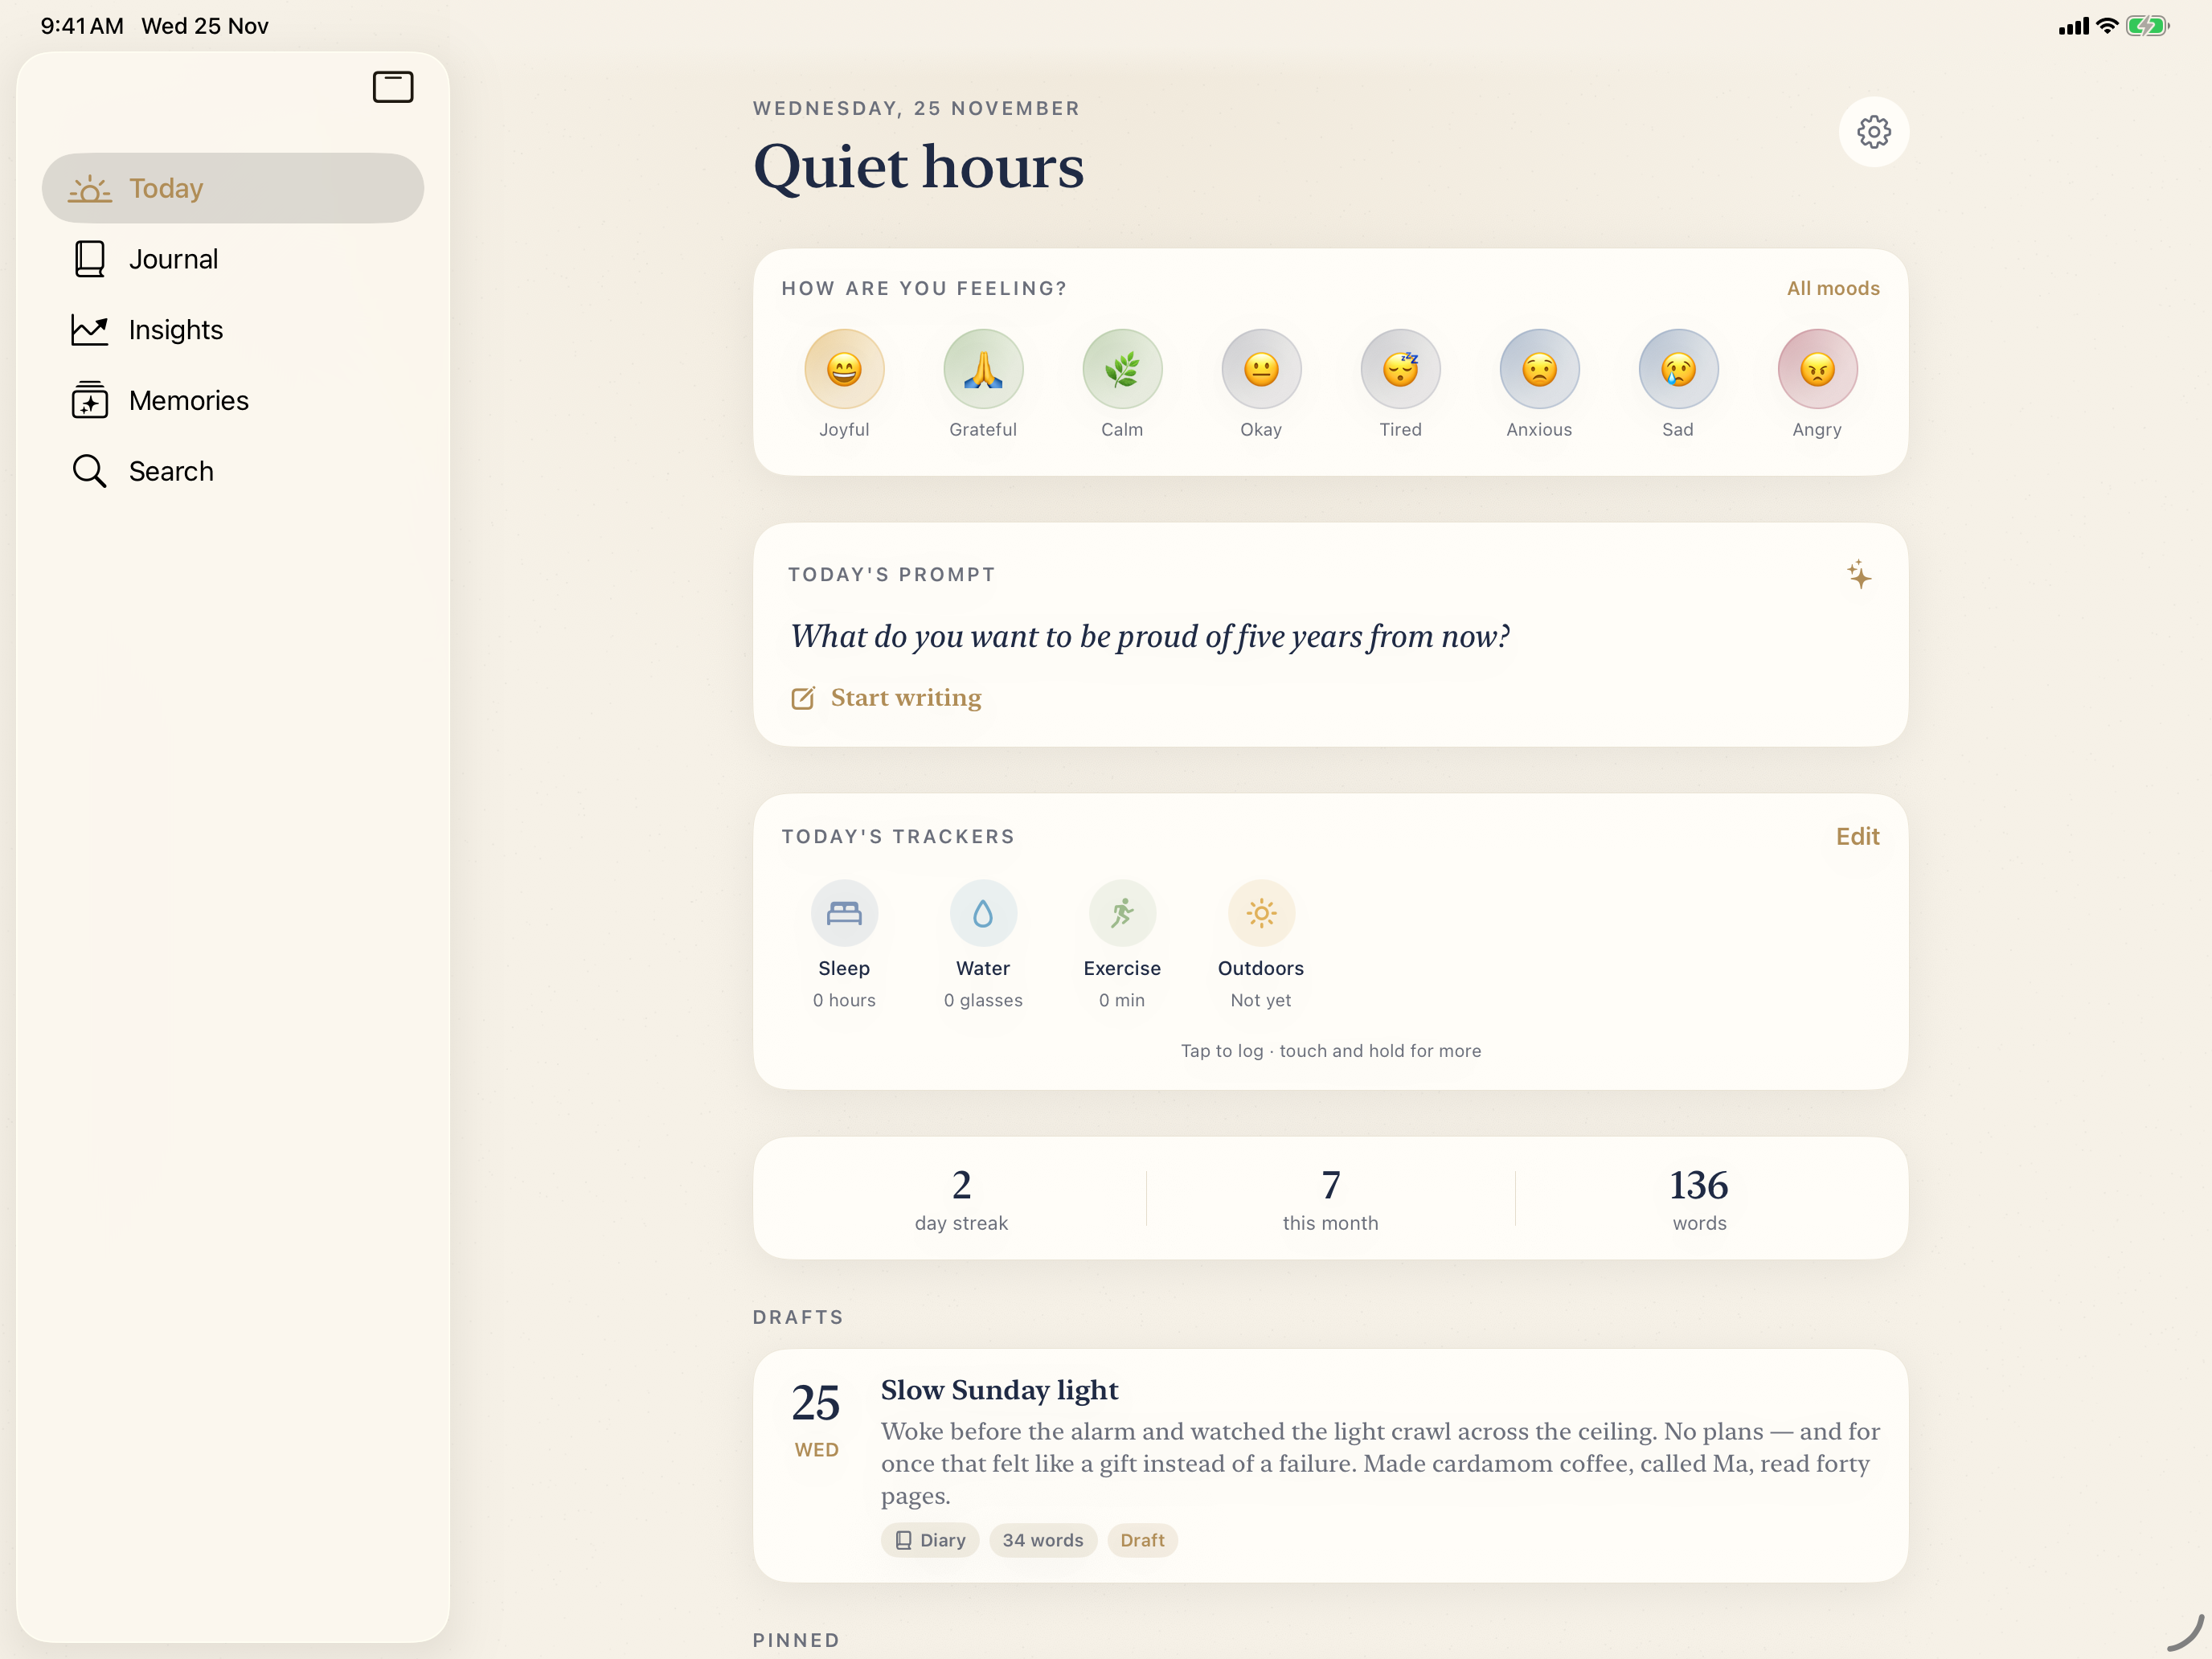 9:41 AM Wed 25 Nov
Today
Journal
Insights
Memories
Search
WEDNESDAY, 25 NOVEMBER
Quiet hours
HOW ARE YOU FEELING?
All moods
Joyful
Grateful
Calm
Okay
Tired
Anxious
Sad
Angry
TODAY'S PROMPT
What do you want to be proud of five years from now?
Start writing
TODAY'S TRACKERS
Edit
Sleep
0 hours
Water
0 glasses
Exercise
0 min
Outdoors
Not yet
Tap to log · touch and hold for more
2
day streak
7
this month
136
words
DRAFTS
25
WED
Slow Sunday light
Woke before the alarm and watched the light crawl across the ceiling. No plans — and for
once that felt like a gift instead of a failure. Made cardamom coffee, called Ma, read forty
pages.
Diary
34 words
Draft
PINNED